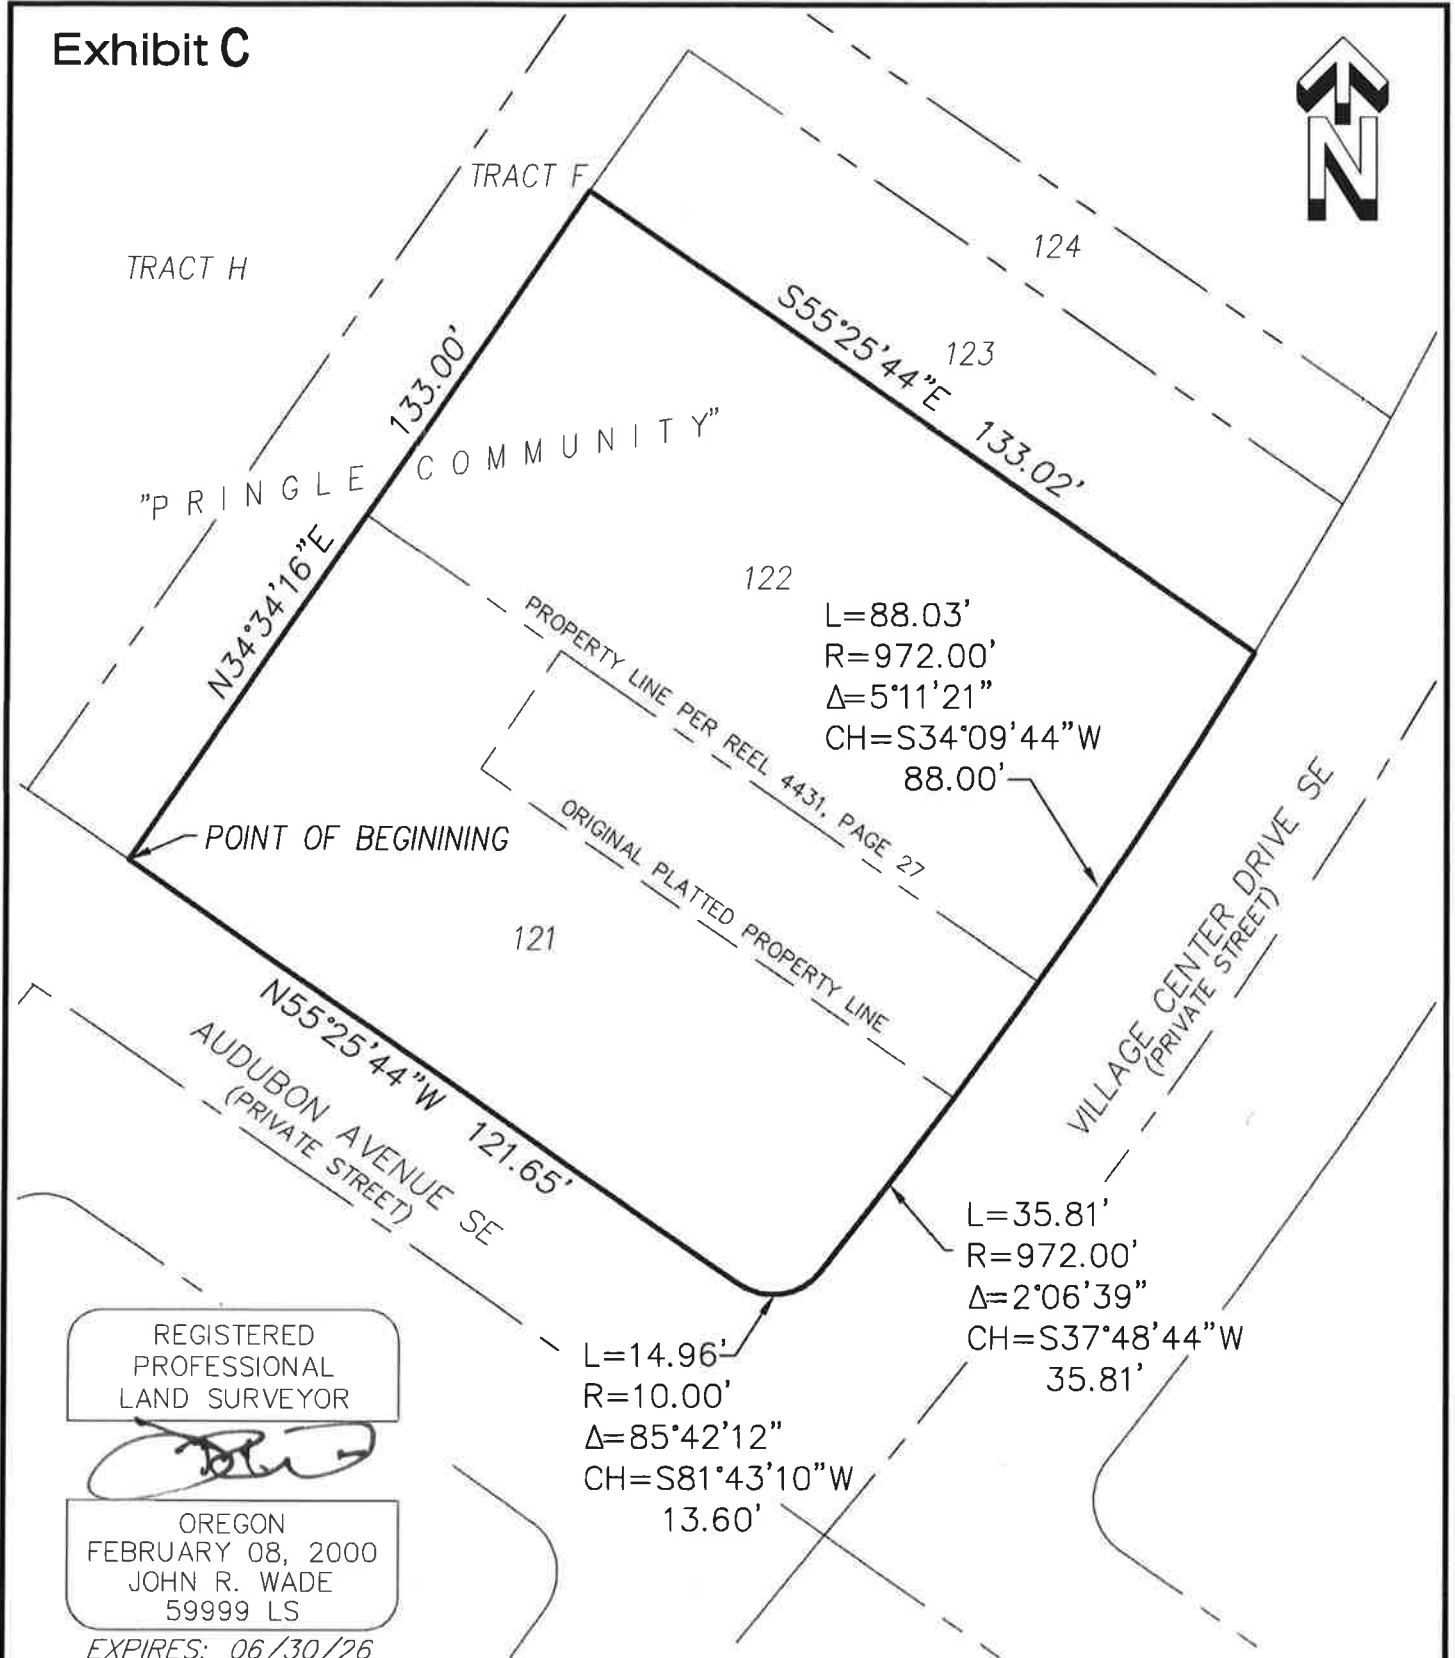 Exhibit C
N
TRACT F
TRACT H
124
123
S55°25'44"E 133.02'
133.00'
"PRINGLE COMMUNITY"
N34°34'16"E
122
L=88.03'
R=972.00'
Δ=5°11'21"
CH=S34°09'44"W
88.00'
PROPERTY LINE PER REEL 4431, PAGE 27
ORIGINAL PLATTED PROPERTY LINE
POINT OF BEGININING
121
VILLAGE CENTER DRIVE SE
(PRIVATE STREET)
N55°25'44"W 121.65'
AUDUBON AVENUE SE
(PRIVATE STREET)
L=35.81'
R=972.00'
Δ=2°06'39"
CH=S37°48'44"W
35.81'
L=14.96'
R=10.00'
Δ=85°42'12"
CH=S81°43'10"W
13.60'
REGISTERED
PROFESSIONAL
LAND SURVEYOR
OREGON
FEBRUARY 08, 2000
JOHN R. WADE
59999 LS
EXPIRES: 06/30/26